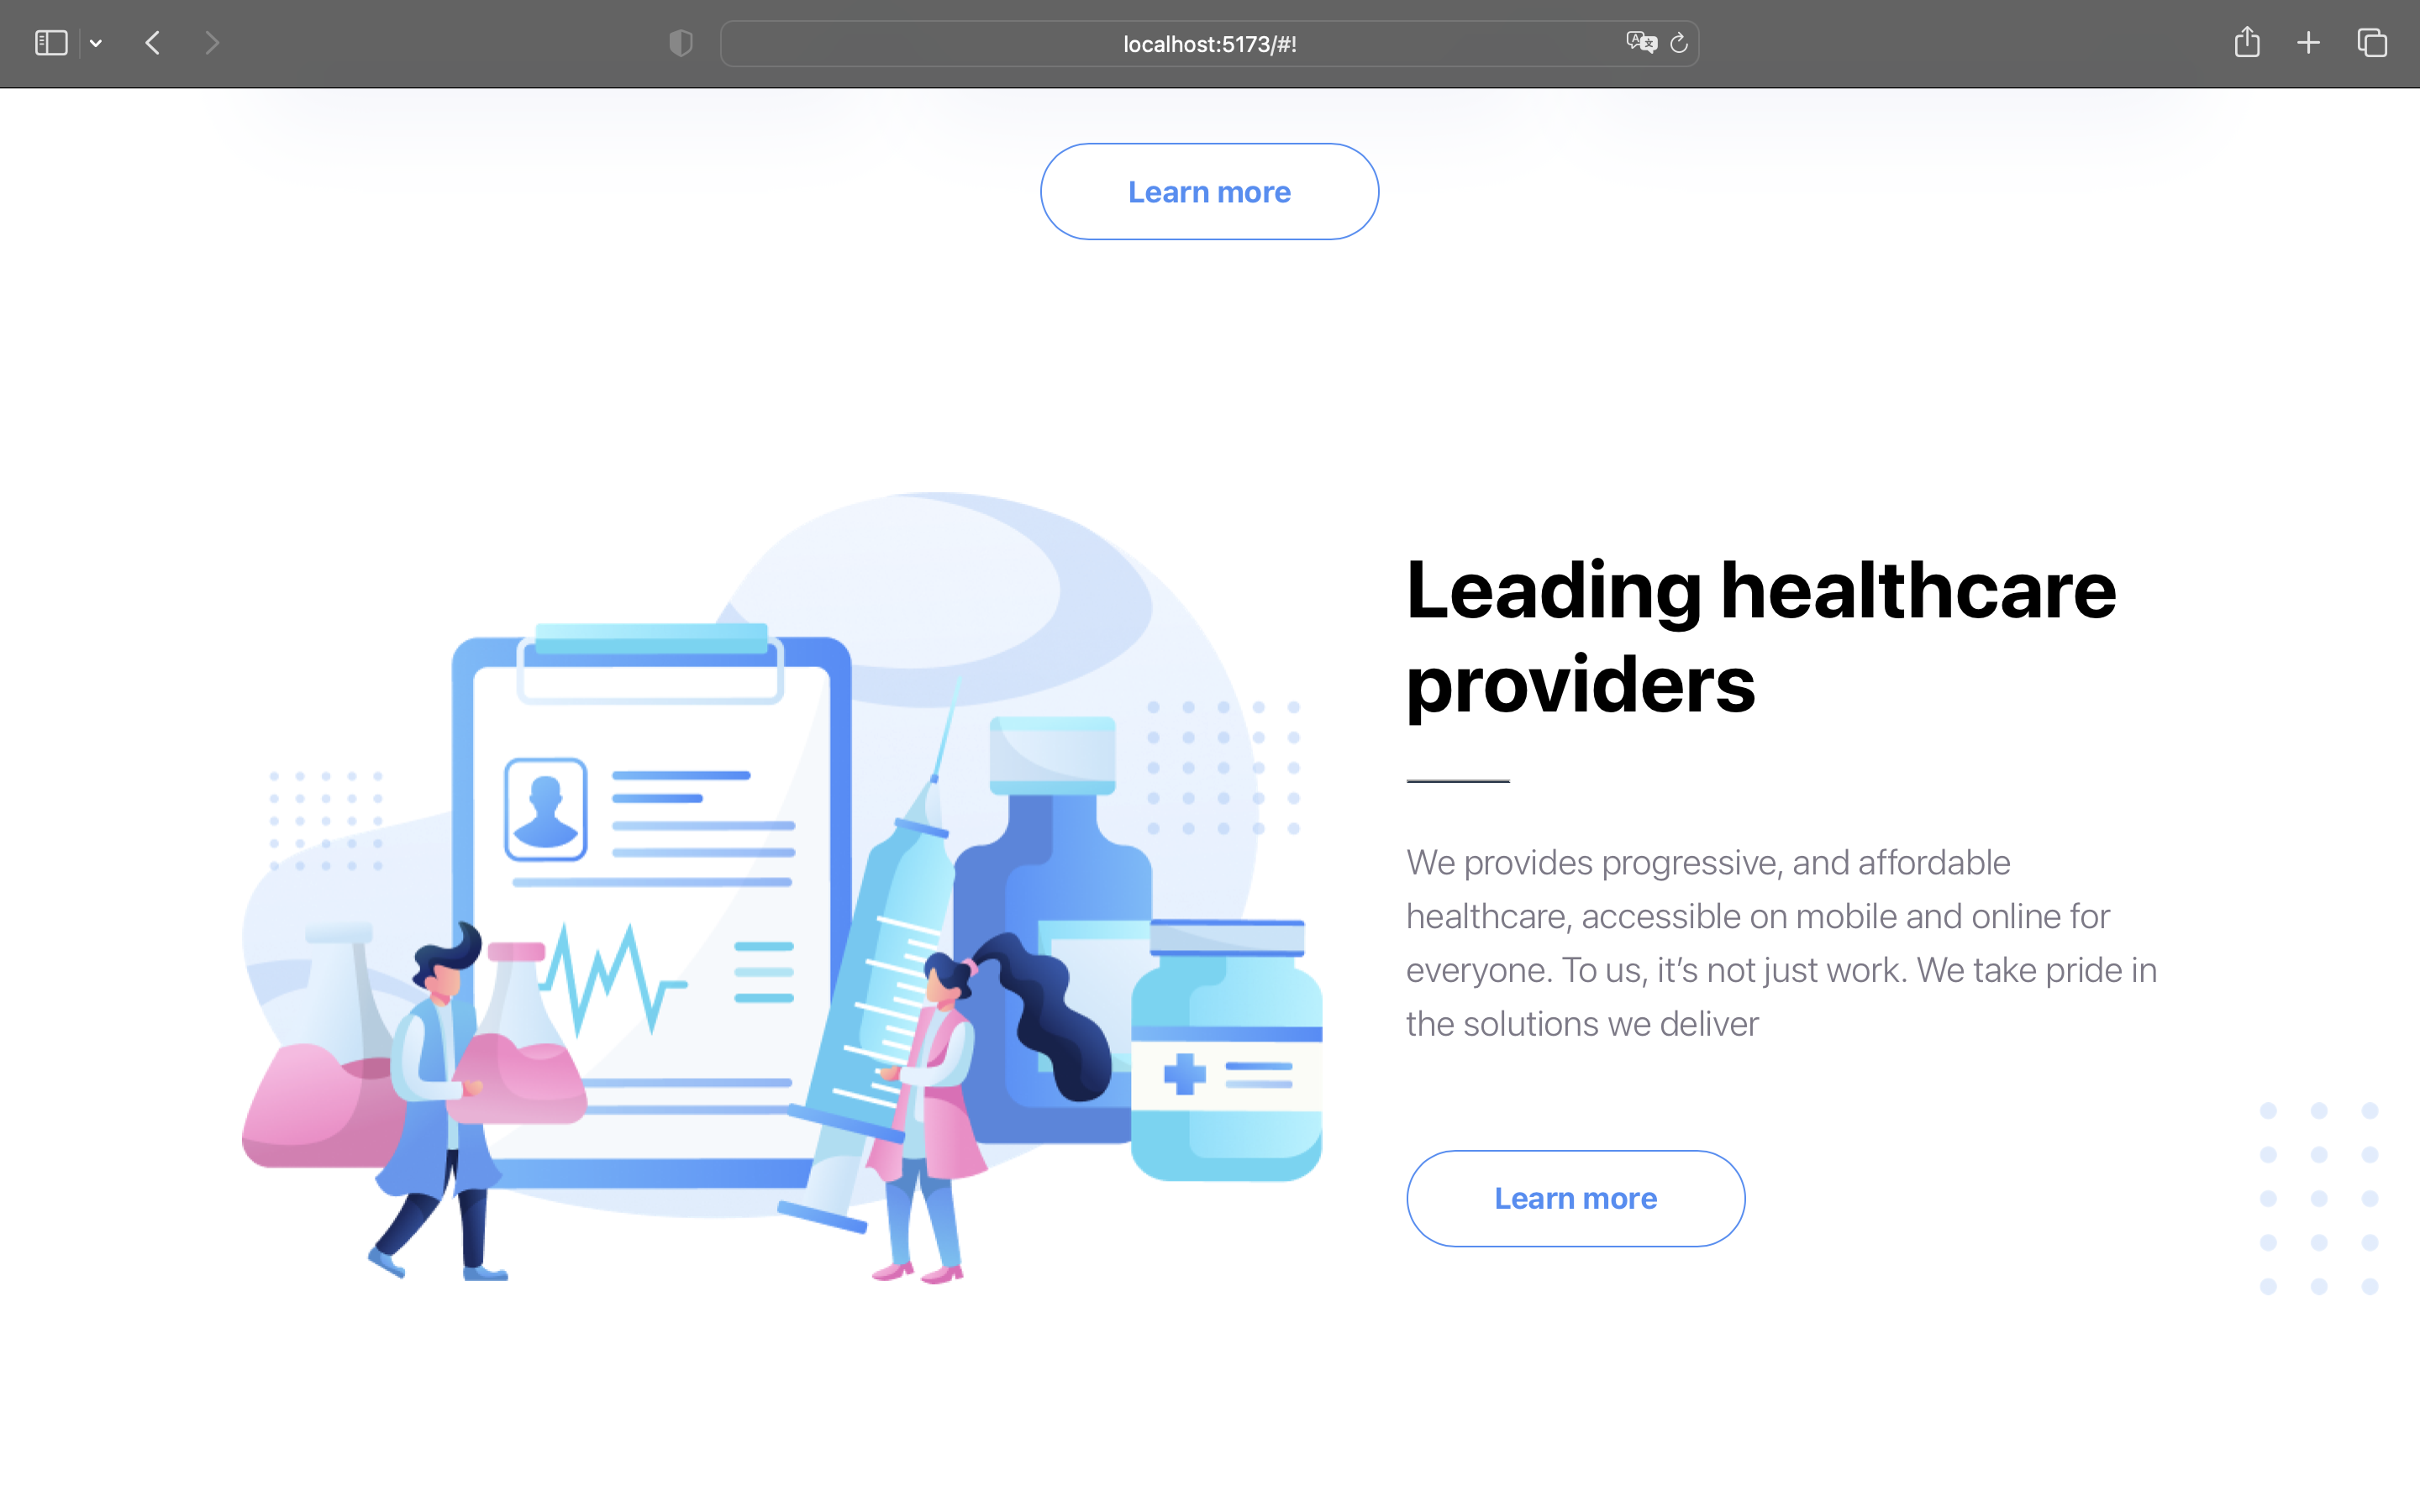 localhost:5173/#!
Learn more
Leading healthcare
providers
We provides progressive, and affordable
healthcare, accessible on mobile and online for
everyone. To us, it’s not just work. We take pride in
the solutions we deliver
Learn more